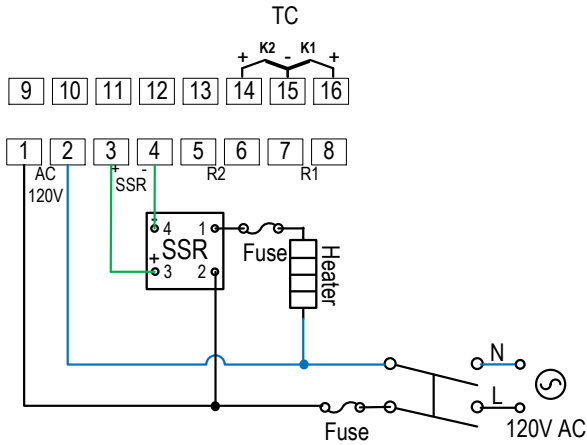 TC
+ K2 - K1 +
9 10 11 12 13 14 15 16
1 2 3 4 5 6 7 8
AC 120V
+ -
SSR
R2
R1
- 4 1
SSR
+ 3 2
Fuse
Heater
N
L
120V AC
Fuse